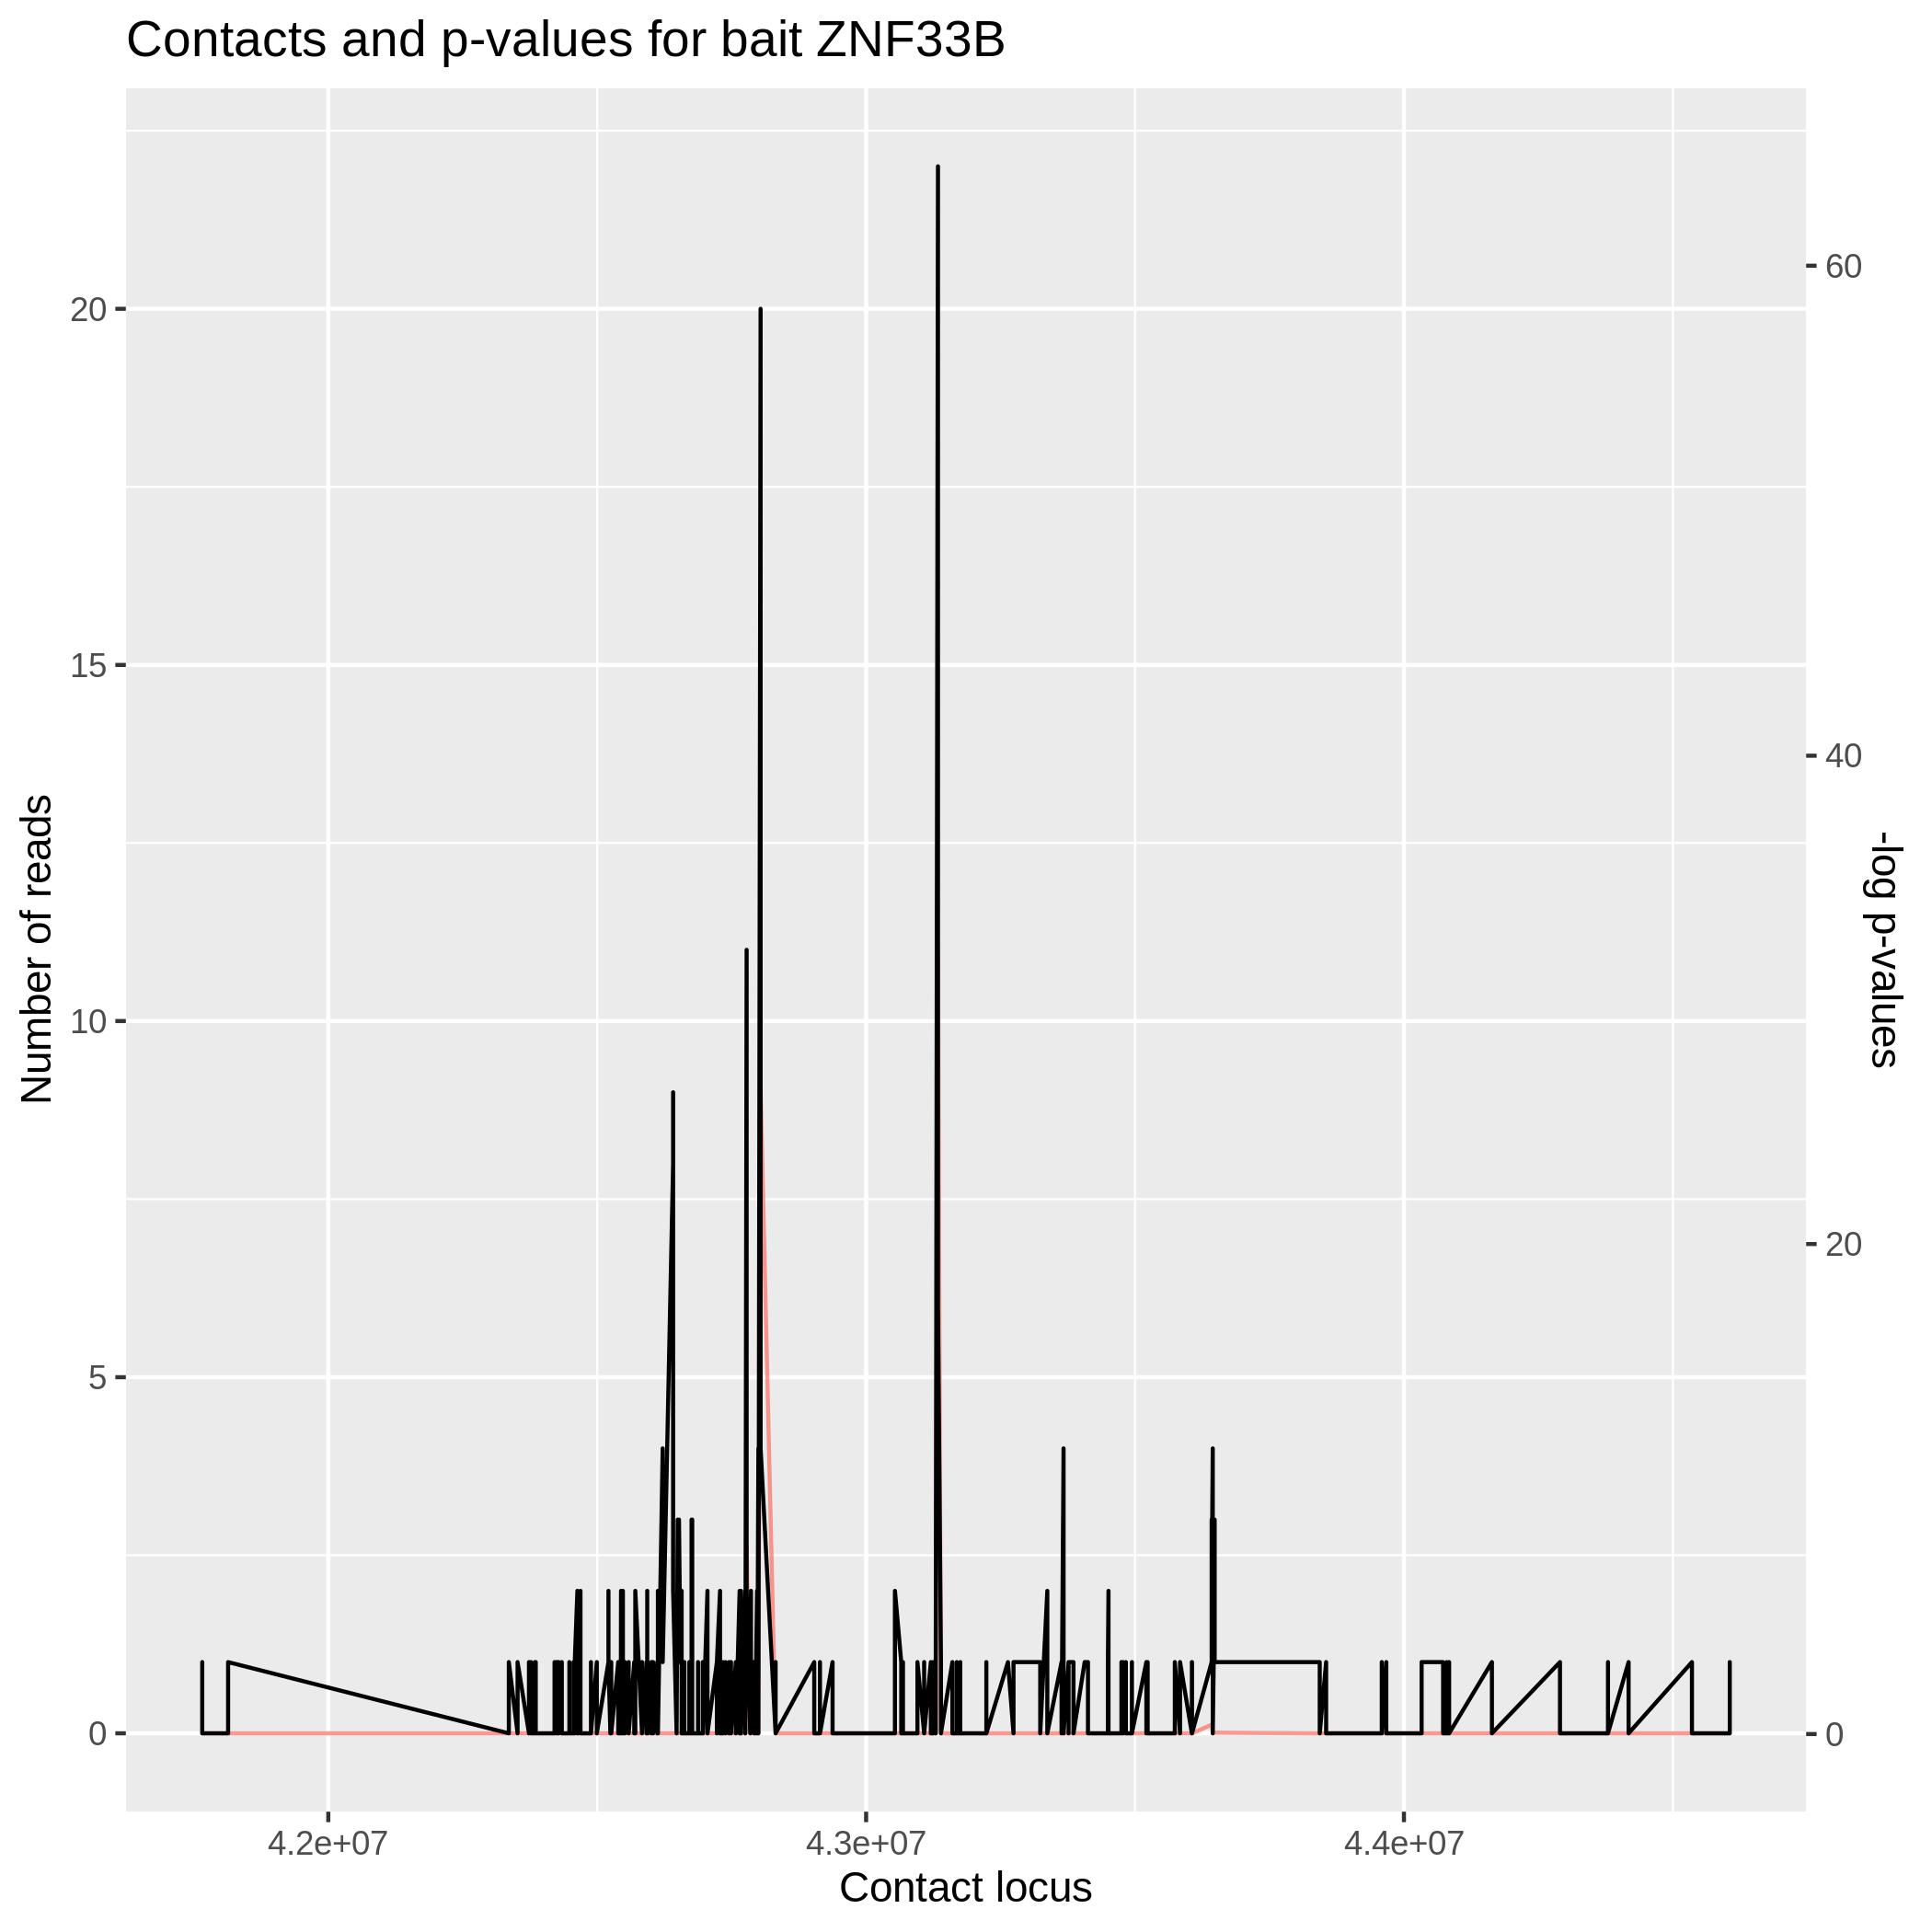 Contacts and p-values for bait ZNF33B
20
15
10
5
0
Number of reads
60
40
20
0
-log p-values
4.2e+07 4.3e+07 4.4e+07
Contact locus